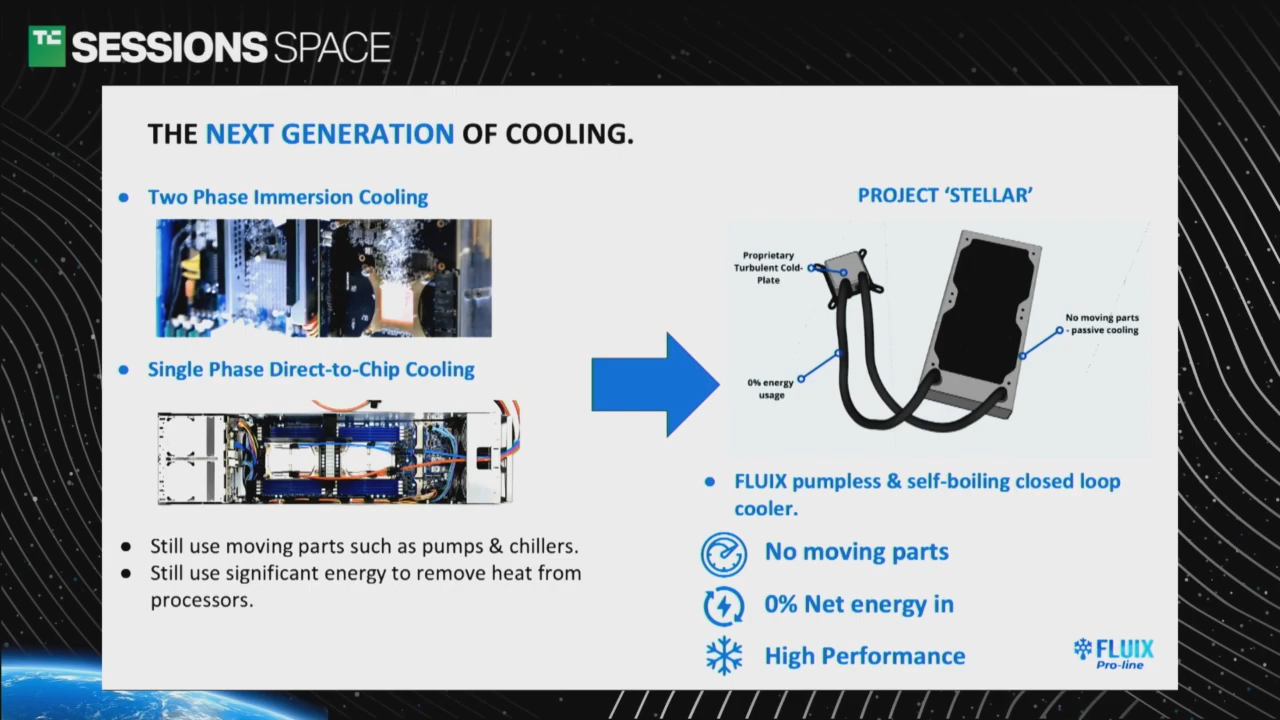 TC SESSIONS SPACE
THE NEXT GENERATION OF COOLING.
• Two Phase Immersion Cooling
• Single Phase Direct-to-Chip Cooling
• Still use moving parts such as pumps & chillers.
• Still use significant energy to remove heat from
processors.
PROJECT ‘STELLAR’
Proprietary
Turbulent Cold-
Plate
No moving parts
- passive cooling
0% energy
usage
• FLUIX pumpless & self-boiling closed loop
cooler.
No moving parts
0% Net energy in
High Performance
FLUIX
Pro-line